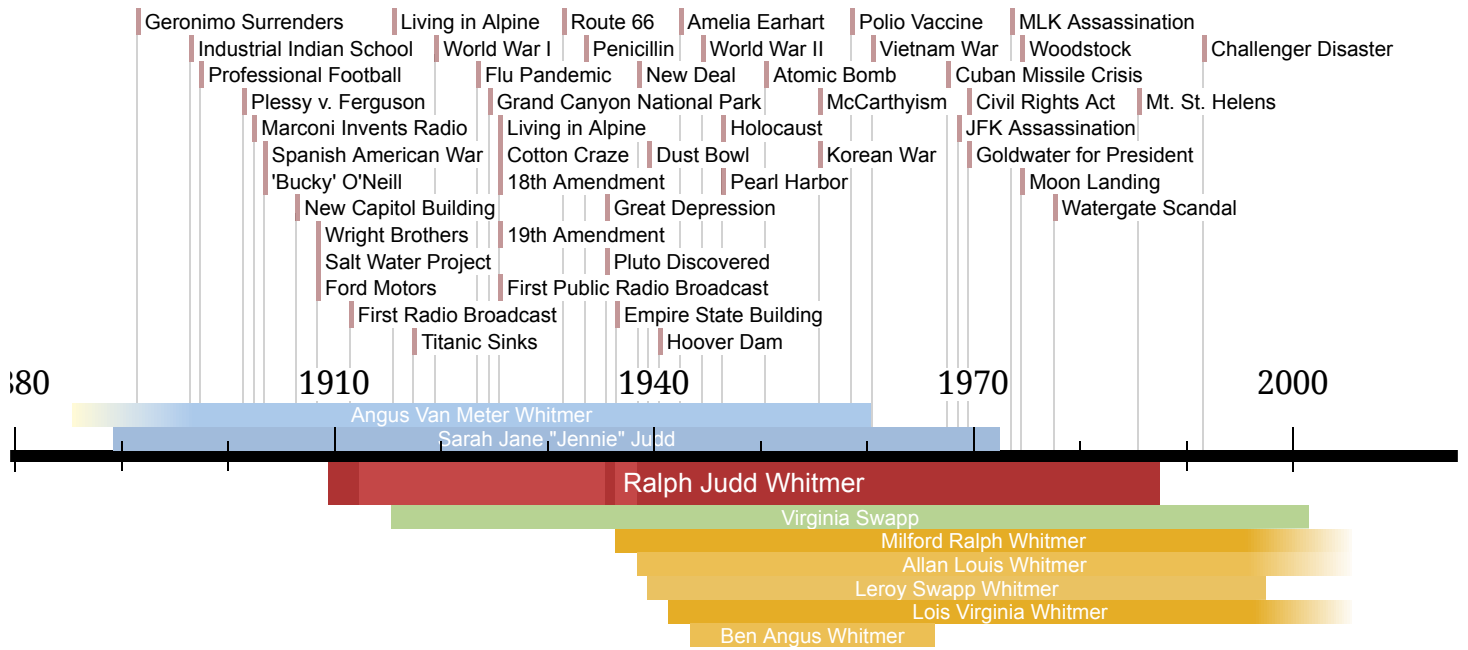 Geronimo Surrenders Living in Alpine Route 66 Amelia Earhart Polio Vaccine MLK Assassination
Industrial Indian School World War I Penicillin World War II Vietnam War Woodstock Challenger Disaster
Professional Football Flu Pandemic New Deal Atomic Bomb Cuban Missile Crisis
Plessy v. Ferguson Grand Canyon National Park McCarthyism Civil Rights Act Mt. St. Helens
Marconi Invents Radio Living in Alpine Holocaust JFK Assassination
Spanish American War Cotton Craze Dust Bowl Korean War Goldwater for President
'Bucky' O'Neill 18th Amendment Pearl Harbor Moon Landing
New Capitol Building Great Depression Watergate Scandal
Wright Brothers 19th Amendment
Salt Water Project Pluto Discovered
Ford Motors First Public Radio Broadcast
First Radio Broadcast Empire State Building
Titanic Sinks Hoover Dam
80 1910 1940 1970 2000
Angus Van Meter Whitmer
Sarah Jane "Jennie" Judd
Ralph Judd Whitmer
Virginia Swapp
Milford Ralph Whitmer
Allan Louis Whitmer
Leroy Swapp Whitmer
Lois Virginia Whitmer
Ben Angus Whitmer